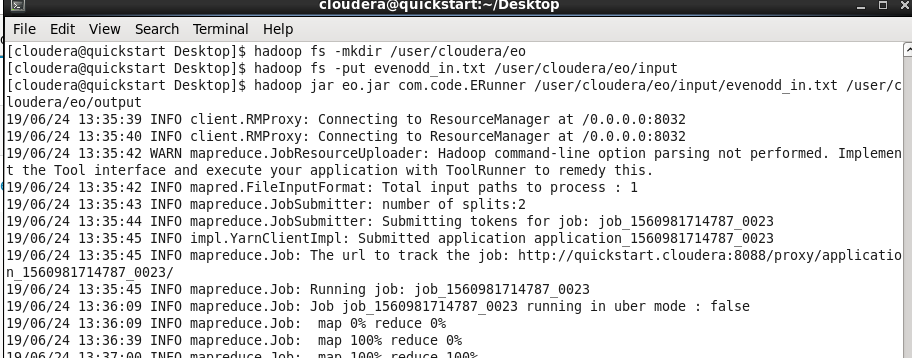 cloudera@quickstart:~/Desktop
File Edit View Search Terminal Help
[cloudera@quickstart Desktop]$ hadoop fs -mkdir /user/cloudera/eo
[cloudera@quickstart Desktop]$ hadoop fs -put evenodd_in.txt /user/cloudera/eo/input
[cloudera@quickstart Desktop]$ hadoop jar eo.jar com.code.ERunner /user/cloudera/eo/input/evenodd_in.txt /user/c
loudera/eo/output
19/06/24 13:35:39 INFO client.RMProxy: Connecting to ResourceManager at /0.0.0.0:8032
19/06/24 13:35:40 INFO client.RMProxy: Connecting to ResourceManager at /0.0.0.0:8032
19/06/24 13:35:42 WARN mapreduce.JobResourceUploader: Hadoop command-line option parsing not performed. Implemen
t the Tool interface and execute your application with ToolRunner to remedy this.
19/06/24 13:35:42 INFO mapred.FileInputFormat: Total input paths to process : 1
19/06/24 13:35:43 INFO mapreduce.JobSubmitter: number of splits:2
19/06/24 13:35:44 INFO mapreduce.JobSubmitter: Submitting tokens for job: job_1560981714787_0023
19/06/24 13:35:45 INFO impl.YarnClientImpl: Submitted application application_1560981714787_0023
19/06/24 13:35:45 INFO mapreduce.Job: The url to track the job: http://quickstart.cloudera:8088/proxy/applicatio
n_1560981714787_0023/
19/06/24 13:35:45 INFO mapreduce.Job: Running job: job_1560981714787_0023
19/06/24 13:36:09 INFO mapreduce.Job: Job job_1560981714787_0023 running in uber mode : false
19/06/24 13:36:09 INFO mapreduce.Job:  map 0% reduce 0%
19/06/24 13:36:39 INFO mapreduce.Job:  map 100% reduce 0%
19/06/24 13:37:00 INFO mapreduce.Job:  map 100% reduce 100%